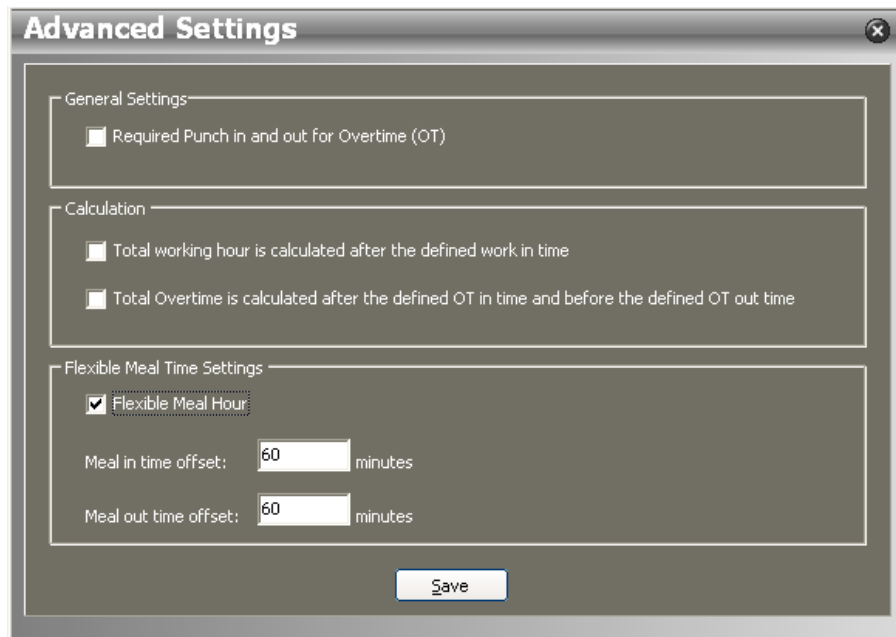 Advanced Settings
General Settings
Required Punch in and out for Overtime (OT)
Calculation
Total working hour is calculated after the defined work in time
Total Overtime is calculated after the defined OT in time and before the defined OT out time
Flexible Meal Time Settings
Flexible Meal Hour
Meal in time offset: 60 minutes
Meal out time offset: 60 minutes
Save